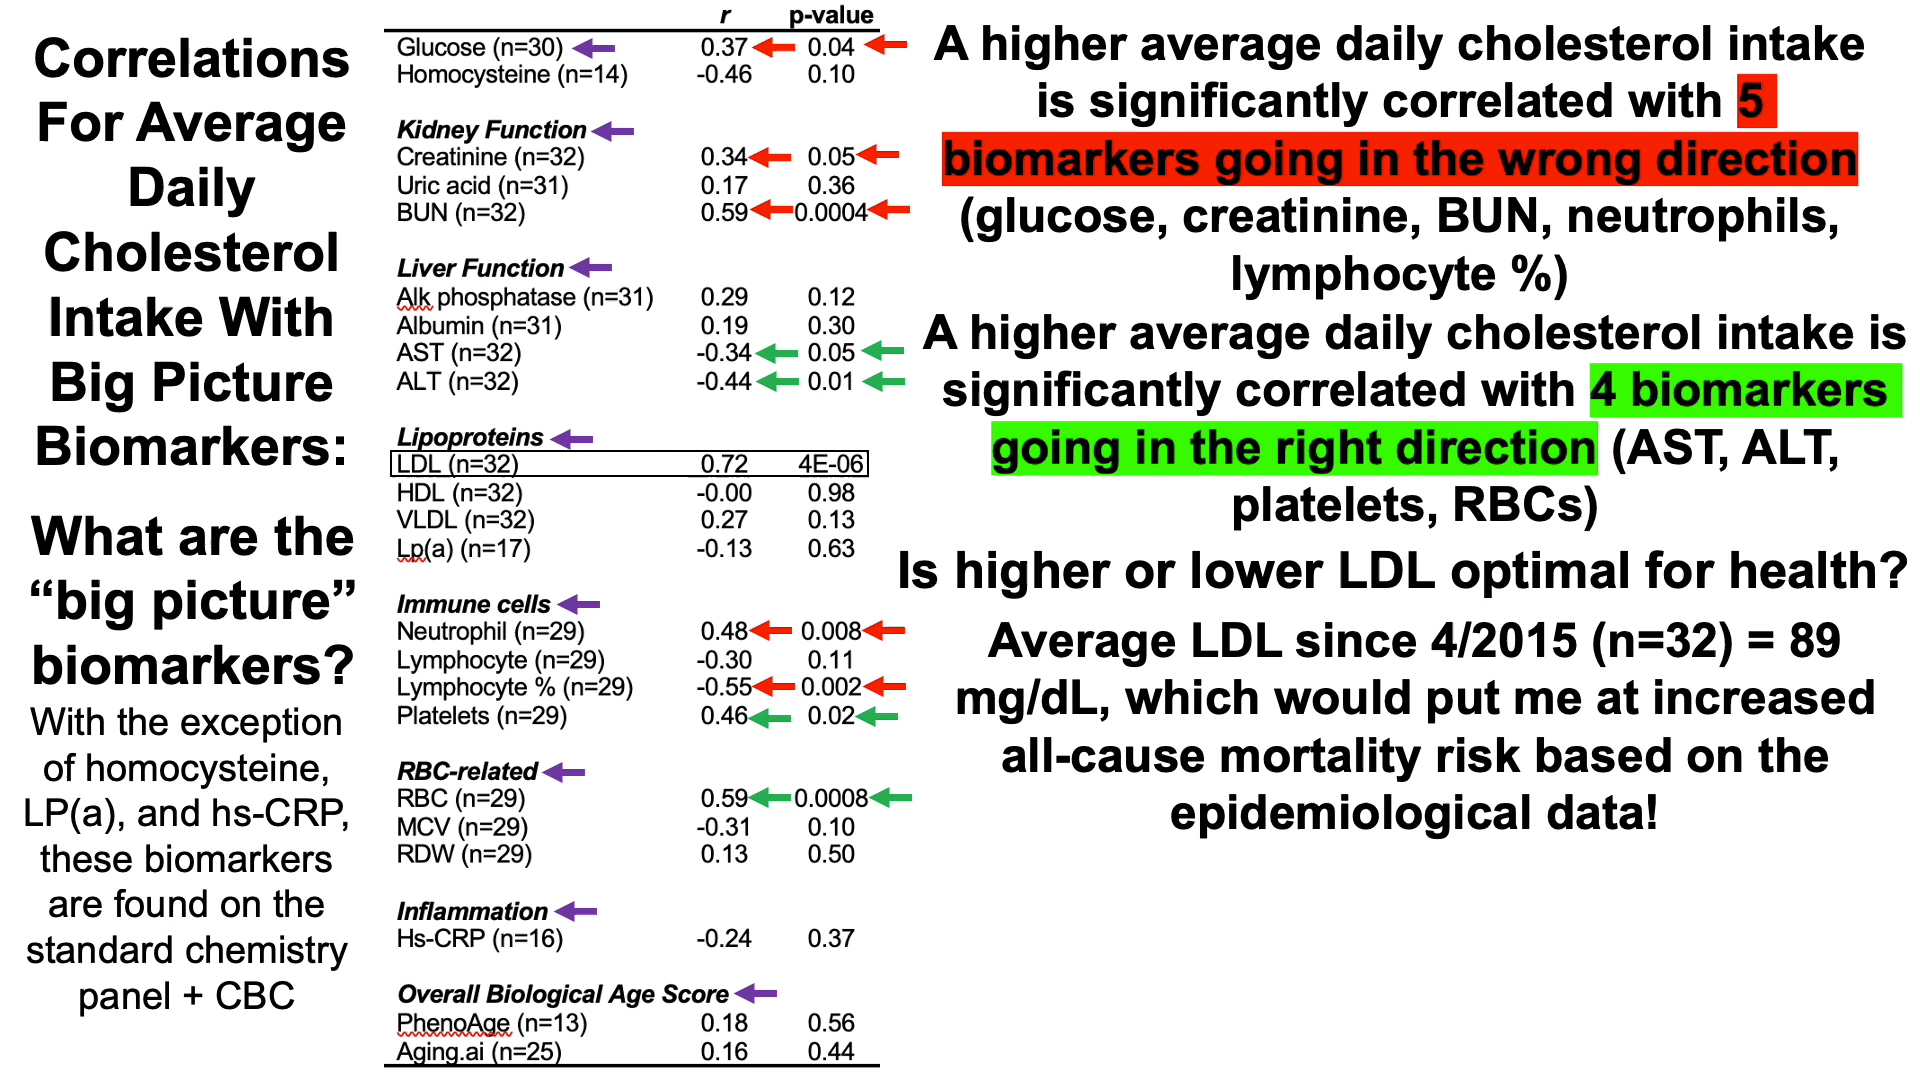 Correlations
For Average
Daily
Cholesterol
Intake With
Big Picture
Biomarkers:
What are the
“big picture”
biomarkers?
With the exception
of homocysteine,
LP(a), and hs-CRP,
these biomarkers
are found on the
standard chemistry
panel + CBC
r p-value
Glucose (n=30) 0.37 0.04
Homocysteine (n=14) -0.46 0.10
Kidney Function
Creatinine (n=32) 0.34 0.05
Uric acid (n=31) 0.17 0.36
BUN (n=32) 0.59 0.0004
Liver Function
Alk phosphatase (n=31) 0.29 0.12
Albumin (n=31) 0.19 0.30
AST (n=32) -0.34 0.05
ALT (n=32) -0.44 0.01
Lipoproteins
LDL (n=32) 0.72 4E-06
HDL (n=32) -0.00 0.98
VLDL (n=32) 0.27 0.13
Lp(a) (n=17) -0.13 0.63
Immune cells
Neutrophil (n=29) 0.48 0.008
Lymphocyte (n=29) -0.30 0.11
Lymphocyte % (n=29) -0.55 0.002
Platelets (n=29) 0.46 0.02
RBC-related
RBC (n=29) 0.59 0.0008
MCV (n=29) -0.31 0.10
RDW (n=29) 0.13 0.50
Inflammation
Hs-CRP (n=16) -0.24 0.37
Overall Biological Age Score
PhenoAge (n=13) 0.18 0.56
Aging.ai (n=25) 0.16 0.44
A higher average daily cholesterol intake
is significantly correlated with 5
biomarkers going in the wrong direction
(glucose, creatinine, BUN, neutrophils,
lymphocyte %)
A higher average daily cholesterol intake is
significantly correlated with 4 biomarkers
going in the right direction (AST, ALT,
platelets, RBCs)
Is higher or lower LDL optimal for health?
Average LDL since 4/2015 (n=32) = 89
mg/dL, which would put me at increased
all-cause mortality risk based on the
epidemiological data!